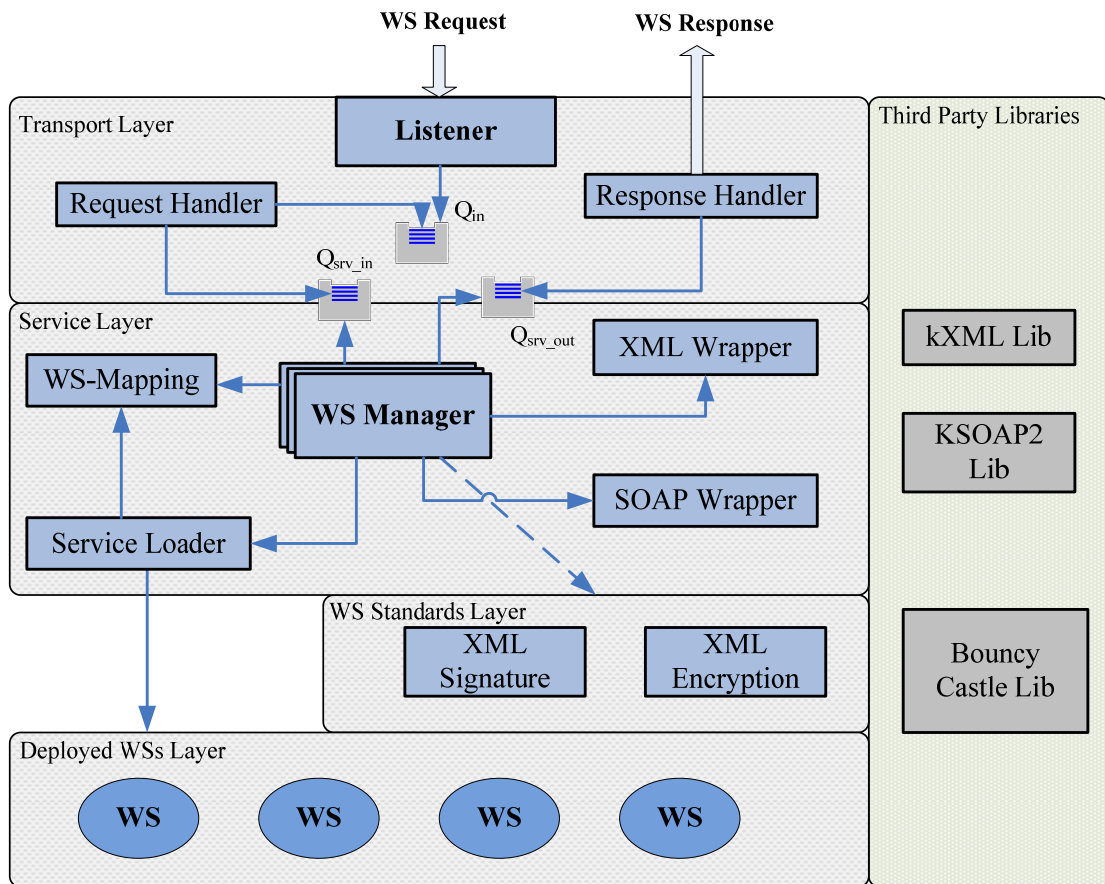 WS Request
WS Response
Transport Layer
Third Party Libraries
Listener
Request Handler
Response Handler
Qin
Qsrv_in
Service Layer
Qsrv_out
kXML Lib
XML Wrapper
WS-Mapping
WS Manager
KSOAP2
Lib
SOAP Wrapper
Service Loader
WS Standards Layer
XML
Signature
XML
Encryption
Bouncy
Castle Lib
Deployed WSs Layer
WS
WS
WS
WS